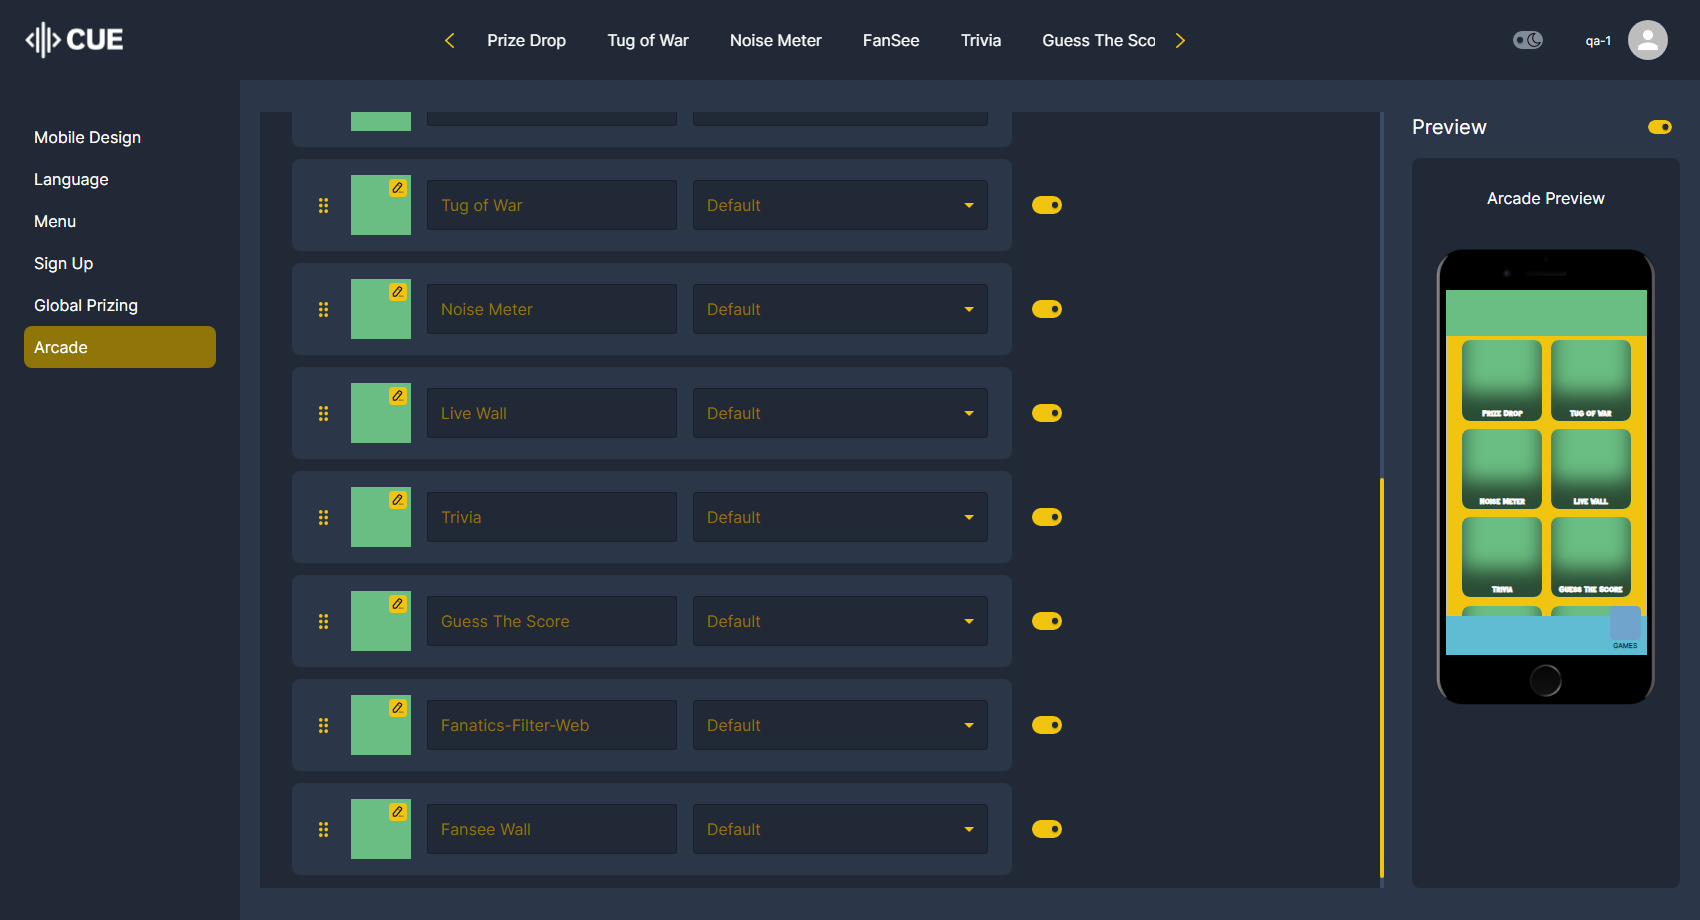 CUE
Prize Drop
Tug of War
Noise Meter
FanSee
Trivia
Guess The Sco
qa-1
Mobile Design
Language
Menu
Sign Up
Global Prizing
Arcade
Tug of War
Default
Noise Meter
Default
Live Wall
Default
Trivia
Default
Guess The Score
Default
Fanatics-Filter-Web
Default
Fansee Wall
Default
Preview
Arcade Preview
Prize Drop
Tug of War
Noise Meter
Live Wall
Trivia
Guess The Score
GAMES